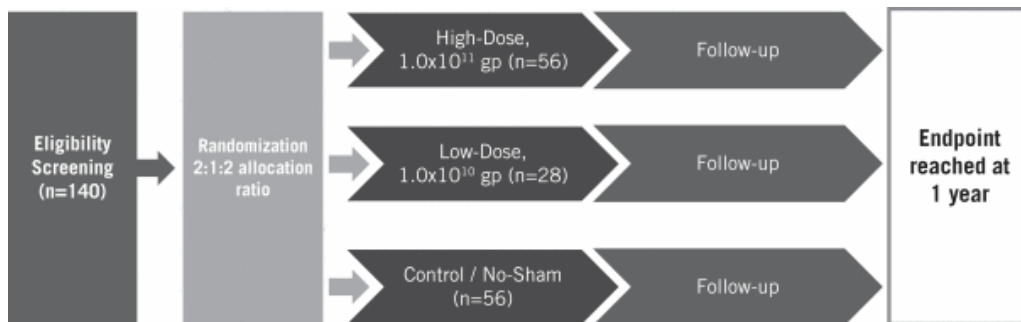 Eligibility
Screening
(n=140)
Randomization
2:1:2 allocation
ratio
High-Dose,
1.0x10¹¹ gp (n=56)
Follow-up
Low-Dose,
1.0x10¹⁰ gp (n=28)
Follow-up
Control / No-Sham
(n=56)
Follow-up
Endpoint
reached at
1 year